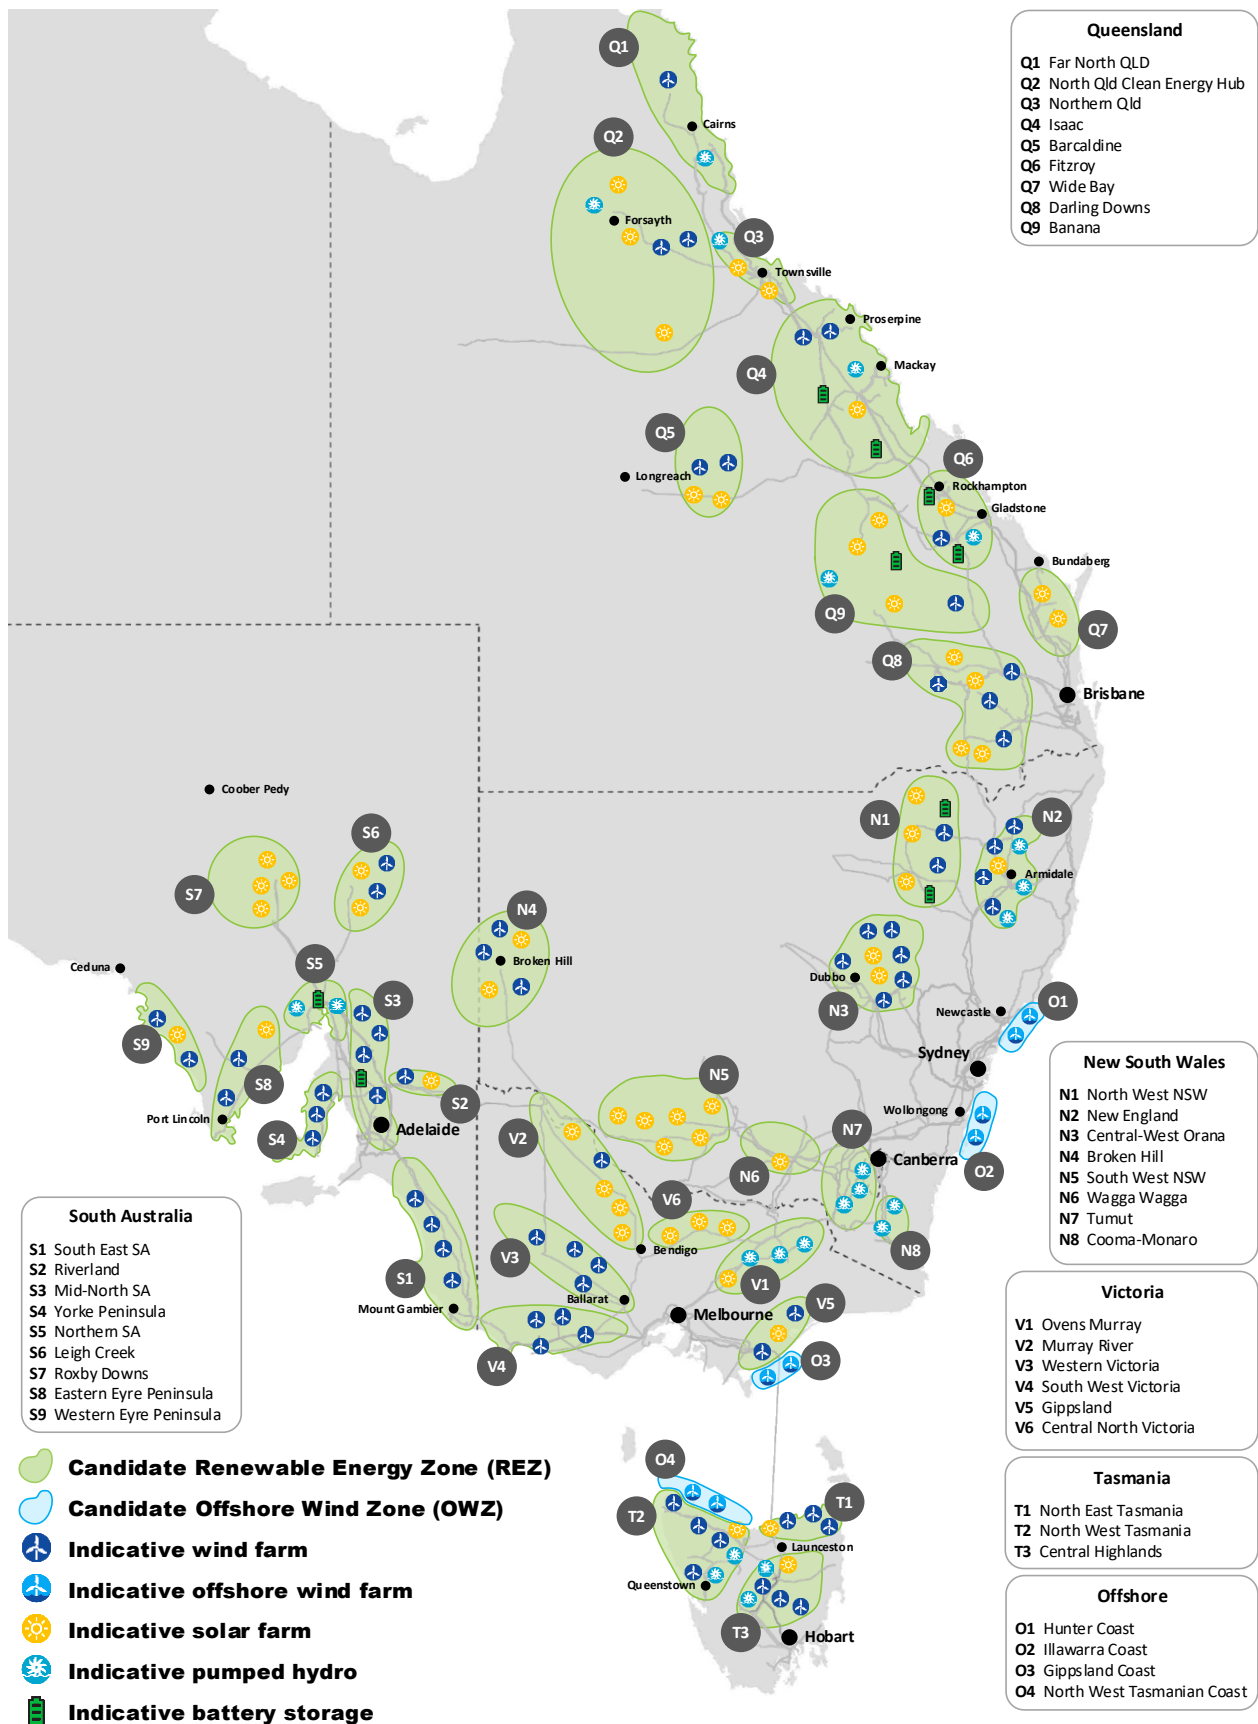 Queensland
Q1 Far North QLD
Q2 North Qld Clean Energy Hub
Q3 Northern Qld
Q4 Isaac
Q5 Barcaldine
Q6 Fitzroy
Q7 Wide Bay
Q8 Darling Downs
Q9 Banana
Q1
Cairns
Q2
Forsayth
Q3
Townsville
Proserpine
Q4
Mackay
Q5
Longreach
Q6
Rockhampton
Gladstone
Bundaberg
Q9
Q7
Q8
Brisbane
Coober Pedy
S6
N1
N2
S7
Armidale
N4
Ceduna
S5
Broken Hill
Dubbo
S3
N3
Newcastle
O1
S9
Sydney
S8
N5
S2
Port Lincoln
S4
Adelaide
V2
Wollongong
N7
Canberra
N6
O2
V6
Bendigo
N8
V3
S1
V1
Mount Gambier
Ballarat
Melbourne
V5
V4
O3
New South Wales
N1 North West NSW
N2 New England
N3 Central-West Orana
N4 Broken Hill
N5 South West NSW
N6 Wagga Wagga
N7 Tumut
N8 Cooma-Monaro
South Australia
S1 South East SA
S2 Riverland
S3 Mid-North SA
S4 Yorke Peninsula
S5 Northern SA
S6 Leigh Creek
S7 Roxby Downs
S8 Eastern Eyre Peninsula
S9 Western Eyre Peninsula
Victoria
V1 Ovens Murray
V2 Murray River
V3 Western Victoria
V4 South West Victoria
V5 Gippsland
V6 Central North Victoria
O4
T2
T1
Launceston
Queenstown
T3
Hobart
Tasmania
T1 North East Tasmania
T2 North West Tasmania
T3 Central Highlands
Offshore
O1 Hunter Coast
O2 Illawarra Coast
O3 Gippsland Coast
O4 North West Tasmanian Coast
Candidate Renewable Energy Zone (REZ)
Candidate Offshore Wind Zone (OWZ)
Indicative wind farm
Indicative offshore wind farm
Indicative solar farm
Indicative pumped hydro
Indicative battery storage